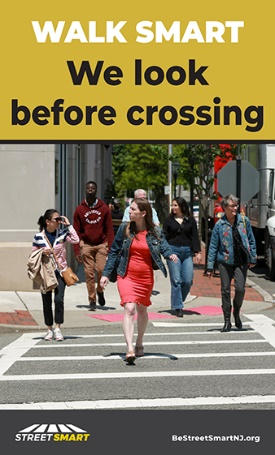 WALK SMART
We look
before crossing
STREETSMART
BeStreetSmartNJ.org